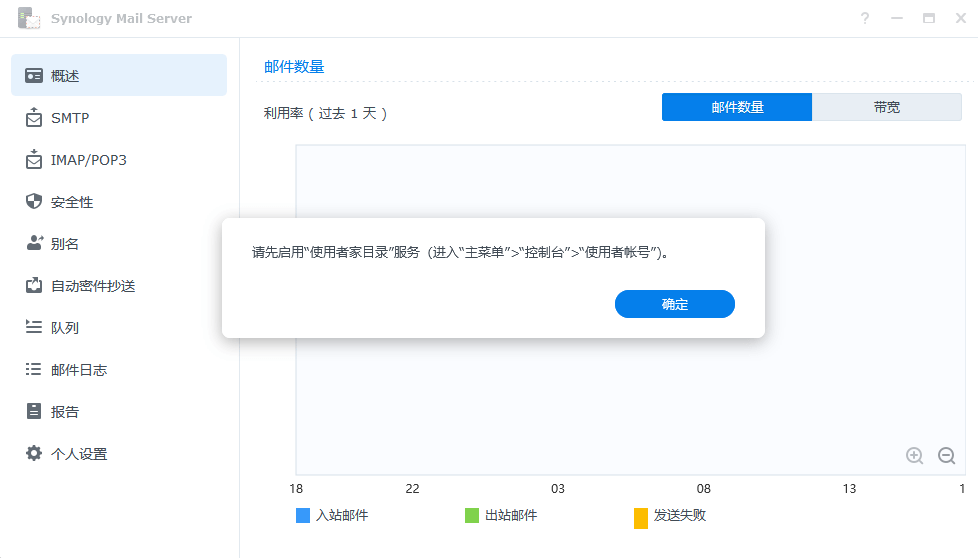 Synology Mail Server
?
概述
SMTP
IMAP/POP3
安全性
别名
自动密件抄送
队列
邮件日志
报告
个人设置
邮件数量
利用率 ( 过去 1 天 )
邮件数量 带宽
请先启用“使用者家目录”服务 (进入“主菜单”>“控制台”>“使用者帐号”)。
确定
18 22 03 08 13 1
入站邮件 出站邮件 发送失败